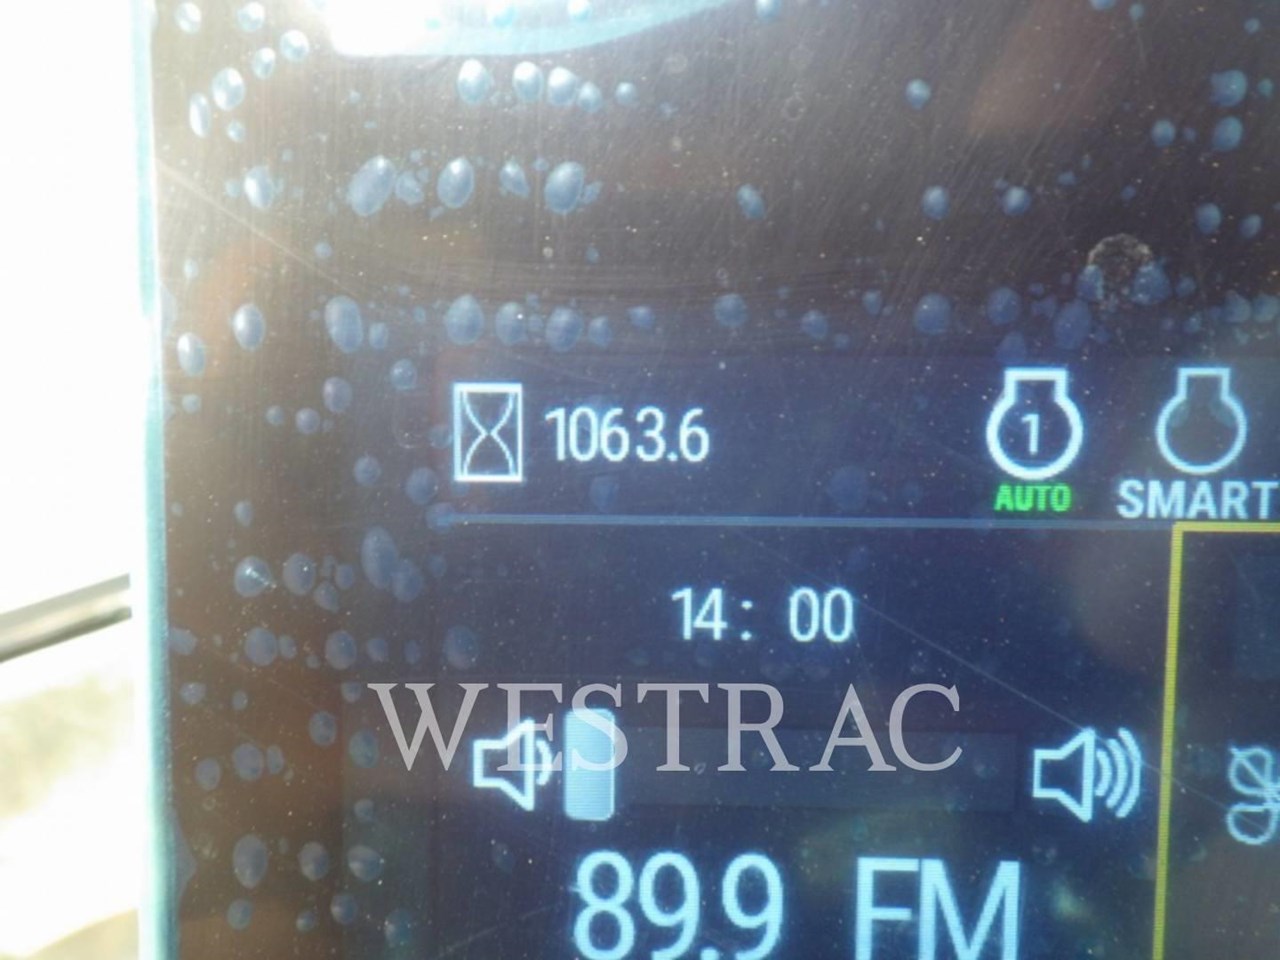 1063.6
1
AUTO
SMART
14: 00
WESTRAC
89.9 FM